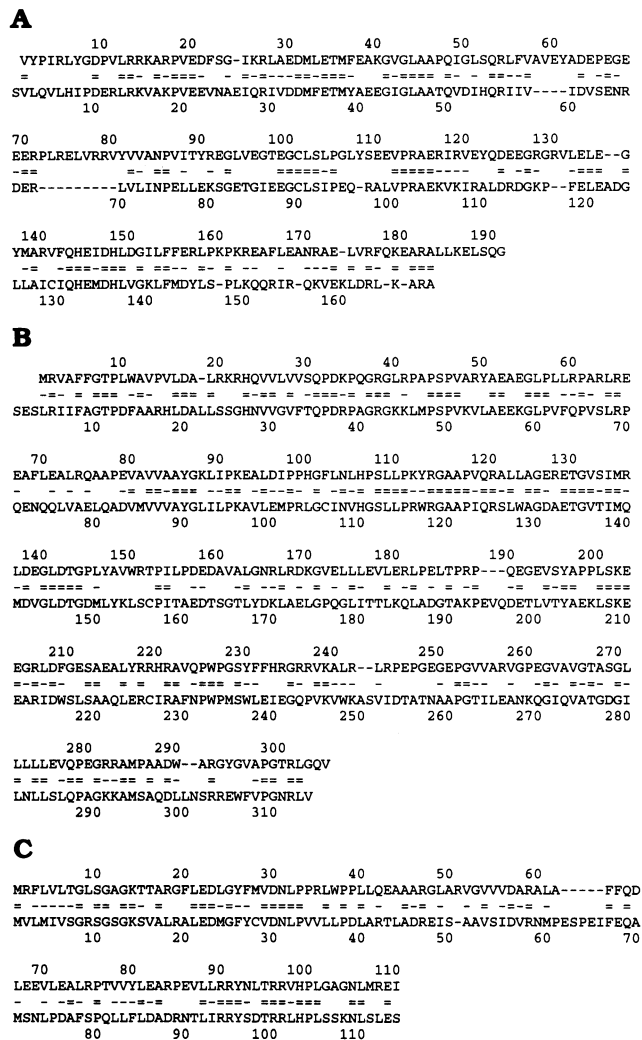 A
10 20 30 40 50 60
VYPIRLYGDPVLRRKARPVEDFSG-IKRLAEDMLETMFEAKGVGLAAPQIGLSQRLFVAVEYADEPEGE
SVLQVLHIPDERLRKVAKPVEEVNAEIQRIVDDMFETMYAEEGIGLAATQVDIHQRIIV----IDVSENR
10 20 30 40 50 60
70 80 90 100 110 120 130
EERPLRELVRRVYVVANPVITYREGLVEGTEGCLSLPGLYSEEVPRAERIRVEYQDEEGRGRVLELE--G
DER---------LVLINPELLEKSGETGIEEGCLSIPEQ-RALVPRAEKVKIRALDRDGKP--FELEADG
70 80 90 100 110 120
140 150 160 170 180 190
YMARVFQHEIDHLDGILFFERLPKPKREAFLEANRAE-LVRFQKEARALLKELSQG
LLAICIQHEMDHLVGKLFMDYLS-PLKQQRIR-QKVEKLDRL-K-ARA
130 140 150 160
B
10 20 30 40 50 60
MRVAFFGTPLWAVPVLDA-LRKRHQVVLVVSQPDKPQGRGLRPAPSPVARYAEAEGLPLLRPARLRE
SESLRIIFAGTPDFAARHLDALLSSGHNVVGVFTQPDRPAGRGKKLMPSPVKVLAEEKGLPVFQPVSLRP
10 20 30 40 50 60 70
70 80 90 100 110 120 130
EAFLEALRQAAPEVAVVAAYGKLIPKEALDIPPHGFLNLHPSLLPKYRGAAPVQRALLAGERETGVSIMR
QENQQLVAELQADVMVVVAYGLILPKAVLEMPRLGCINVHGSLLPRWRGAAPIQRSLWAGDAETGVTIMQ
80 90 100 110 120 130 140
140 150 160 170 180 190 200
LDEGLDTGPLYAVWRTPILPDEDAVALGNRLRDKGVELLLEVLERLPELTPRP---QEGEVSYAPPLSKE
MDVGLDTGDMLYKLSCPITAEDTSGTLYDKLAELGPQGLITTLKQLADGTAKPEVQDETLVTYAEKLSKE
150 160 170 180 190 200 210
210 220 230 240 250 260 270
EGRLDFGESAEALYRRHRAVQPWPGSYFFHRGRRVKALR--LRPEPGEGEPGVVARVGPEGVAVGTASGL
EARIDWSLSAAQLERCIRAFNPWPMSWLEIEGQPVKVWKASVIDTATNAAPGTILEANKQGIQVATGDGI
220 230 240 250 260 270 280
280 290 300
LLLLEVQPEGRRAMPAADW--ARGYGVAPGTRLGQV
LNLLSLQPAGKKAMSAQDLLNSRREWFVPGNRLV
290 300 310
C
10 20 30 40 50 60
MRFLVLTGLSGAGKTTARGFLEDLGYFMVDNLPPRLWPPLLQEAAARGLARVGVVVDARALA-----FFQD
MVLMIVSGRSGSGKSVALRALEDMGFYCVDNLPVVLLPDLARTLADREIS-AAVSIDVRNMPESPEIFEQA
10 20 30 40 50 60 70
70 80 90 100 110
LEEVLEALRPTVVYLEARPEVLLRRYNLTRRVHPLGAGNLMREI
MSNLPDAFSPQLLFLDADRNTLIRRYSDTRRLHPLSSKNLSLES
80 90 100 110